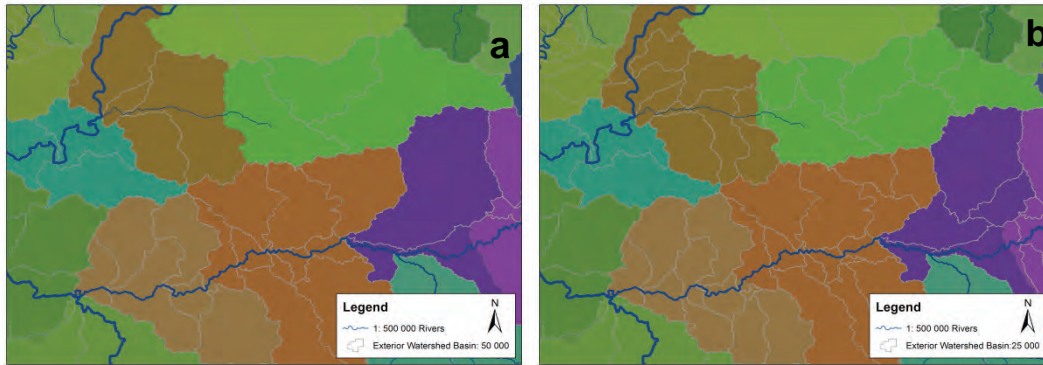 a
Legend
N
1: 500 000 Rivers
Exterior Watershed Basin: 50 000
b
Legend
N
1: 500 000 Rivers
Exterior Watershed Basin:25 000